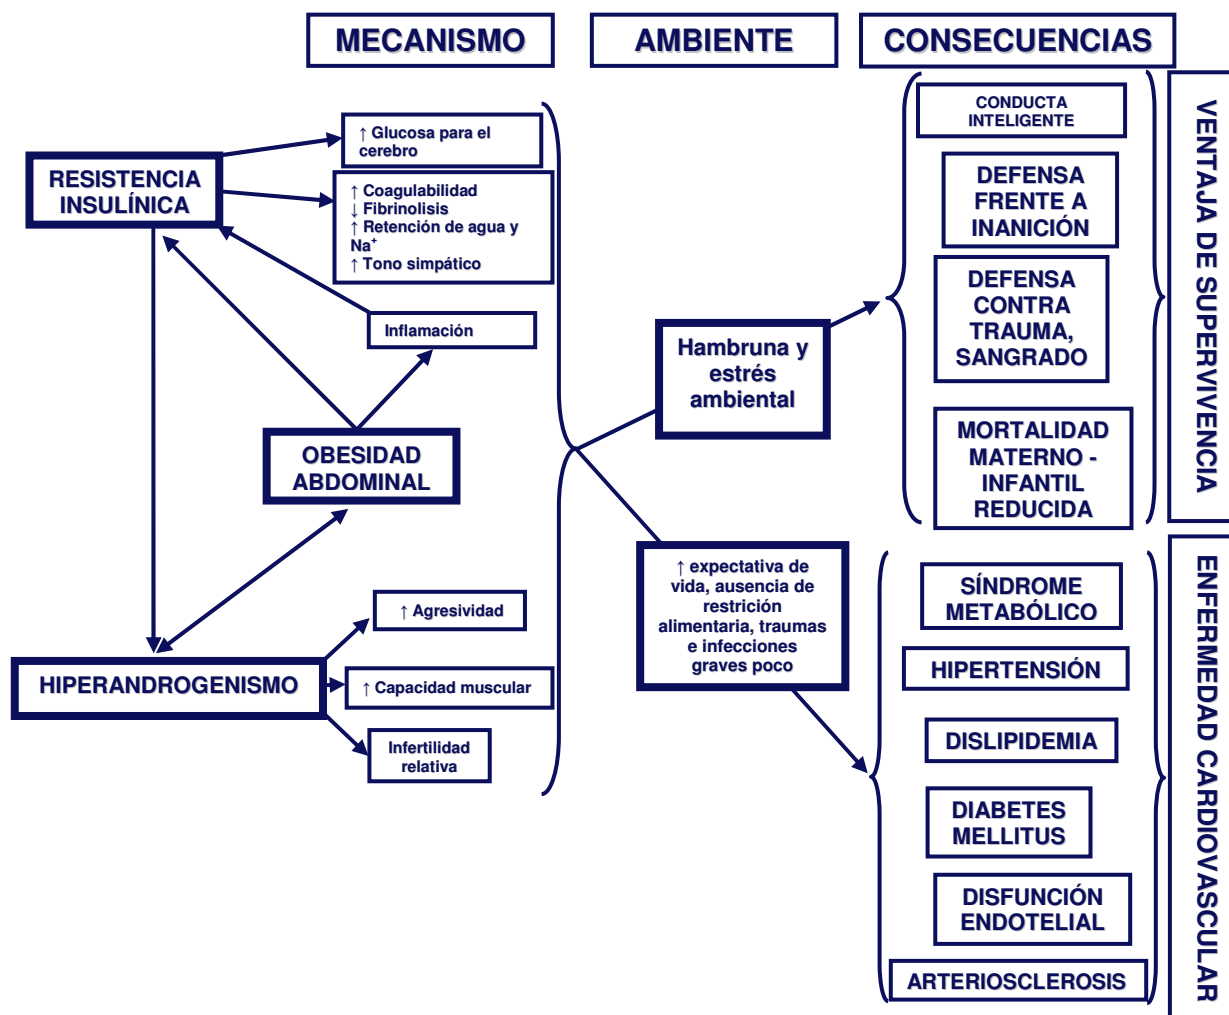 MECANISMO
AMBIENTE
CONSECUENCIAS
RESISTENCIA
INSULÍNICA
↑ Glucosa para el
cerebro
↑ Coagulabilidad
↓ Fibrinolisis
↑ Retención de agua y
Na+
↑ Tono simpático
Inflamación
OBESIDAD
ABDOMINAL
HIPERANDROGENISMO
↑ Agresividad
↑ Capacidad muscular
Infertilidad
relativa
Hambruna y
estrés
ambiental
↑ expectativa de
vida, ausencia de
restrición
alimentaria, traumas
e infecciones
graves poco
CONDUCTA
INTELIGENTE
DEFENSA
FRENTE A
INANICIÓN
DEFENSA
CONTRA
TRAUMA,
SANGRADO
MORTALIDAD
MATERNO -
INFANTIL
REDUCIDA
VENTAJA DE SUPERVIVENCIA
SÍNDROME
METABÓLICO
HIPERTENSIÓN
DISLIPIDEMIA
DIABETES
MELLITUS
DISFUNCIÓN
ENDOTELIAL
ARTERIOSCLEROSIS
ENFERMEDAD CARDIOVASCULAR